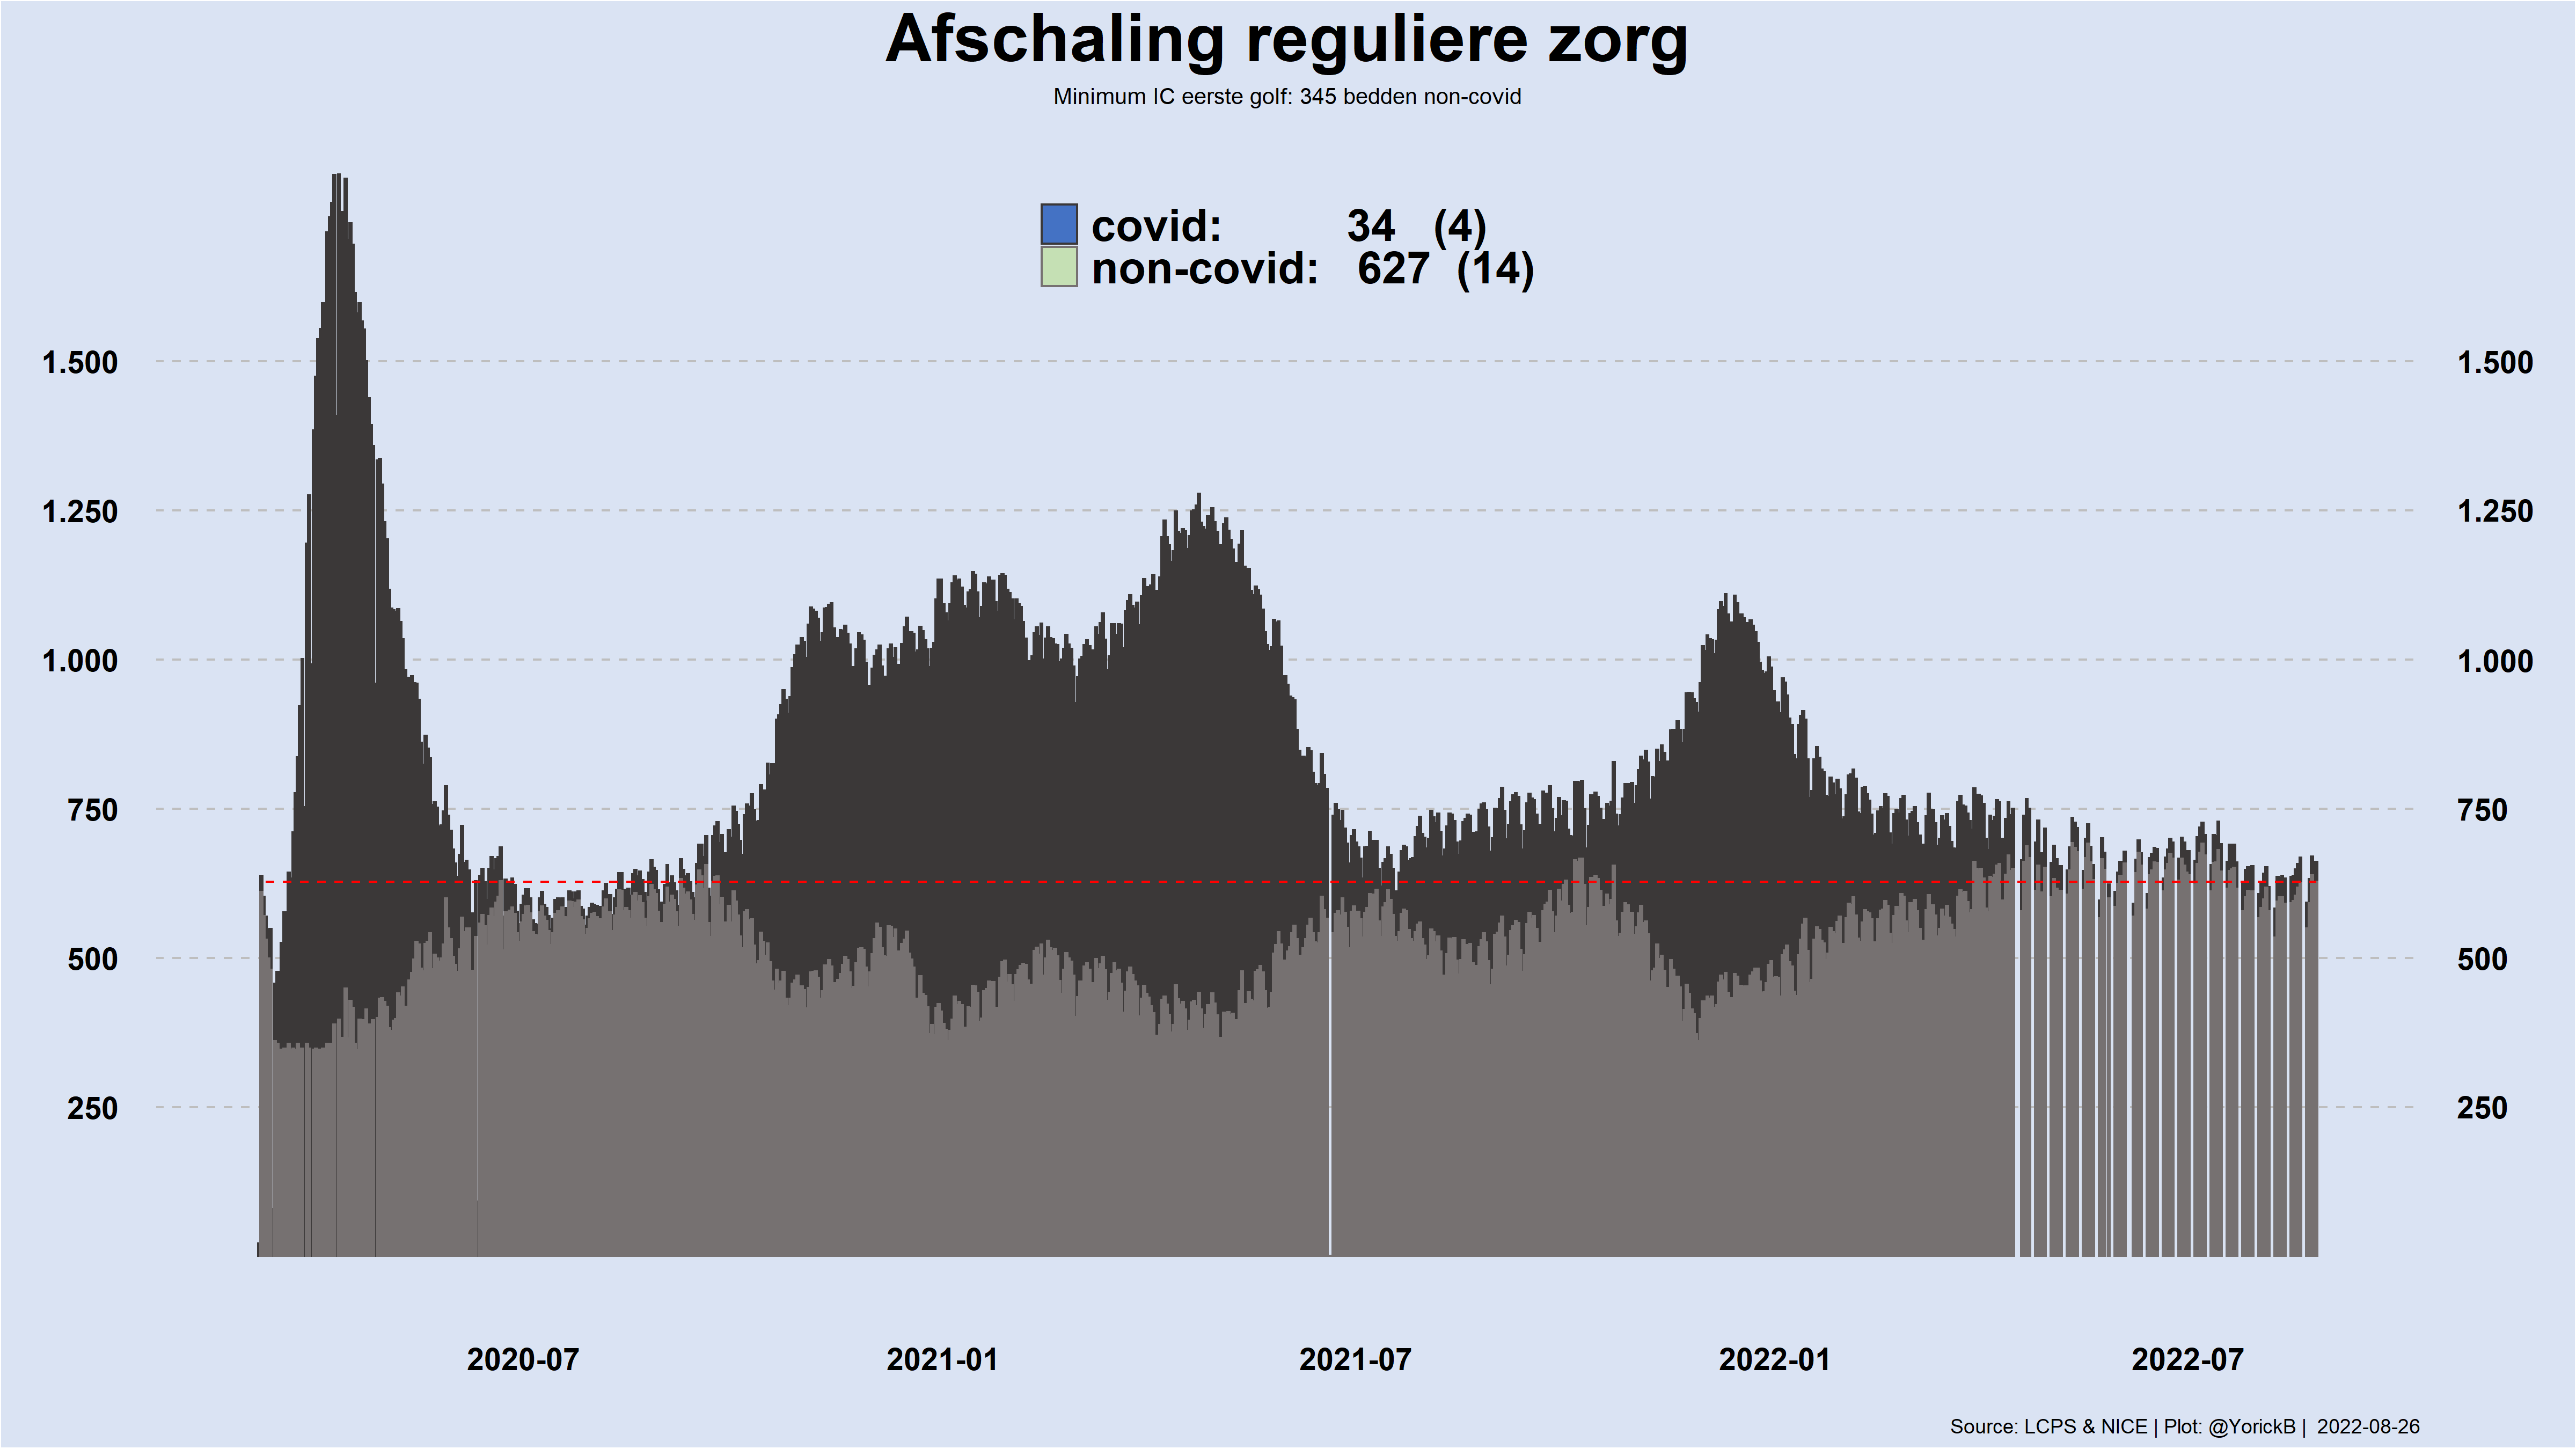 Afschaling reguliere zorg
Minimum IC eerste golf: 345 bedden non-covid
covid: 34 (4)
non-covid: 627 (14)
1.500 1.500
1.250 1.250
1.000 1.000
750 750
500 500
250 250
2020-07 2021-01 2021-07 2022-01 2022-07
Source: LCPS & NICE | Plot: @YorickB | 2022-08-26